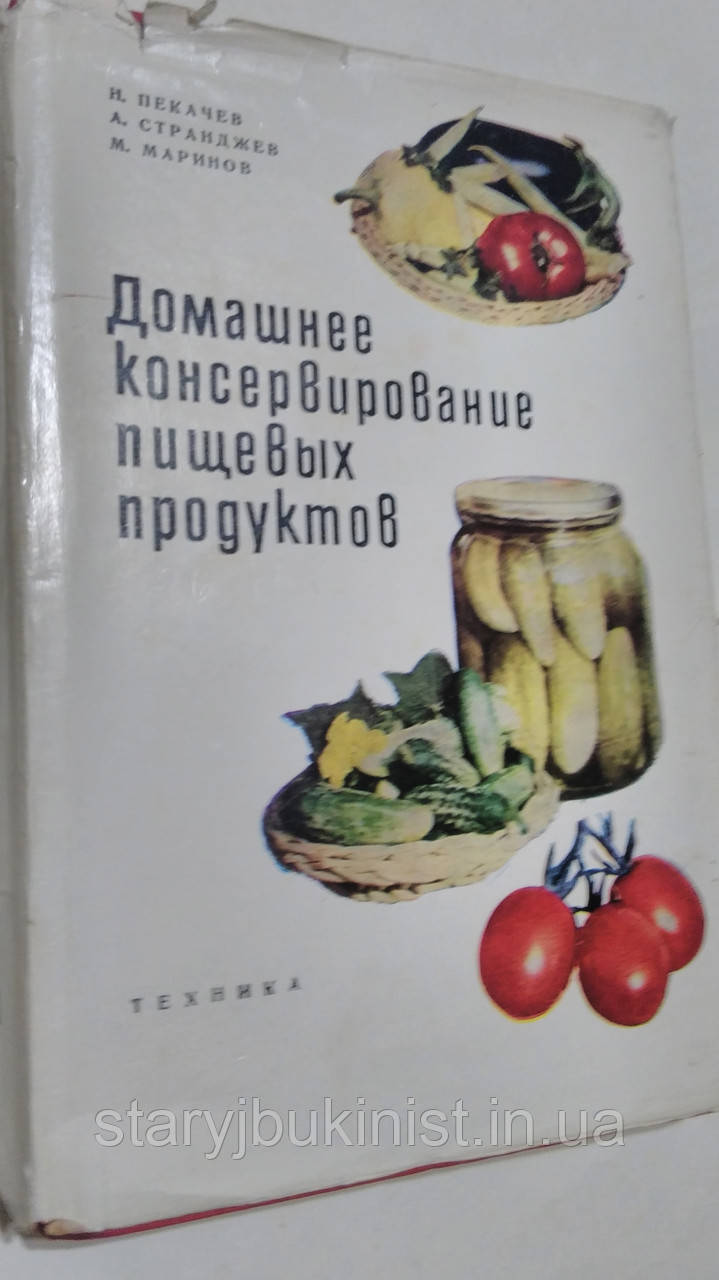 Н. ПЕКАЧЕВ
А. СТРАНДЖЕВ
М. МАРИНОВ
Домашнее
консервирование
пищевых
продуктов
ТЕХНИКА
staryjbukinist.in.ua